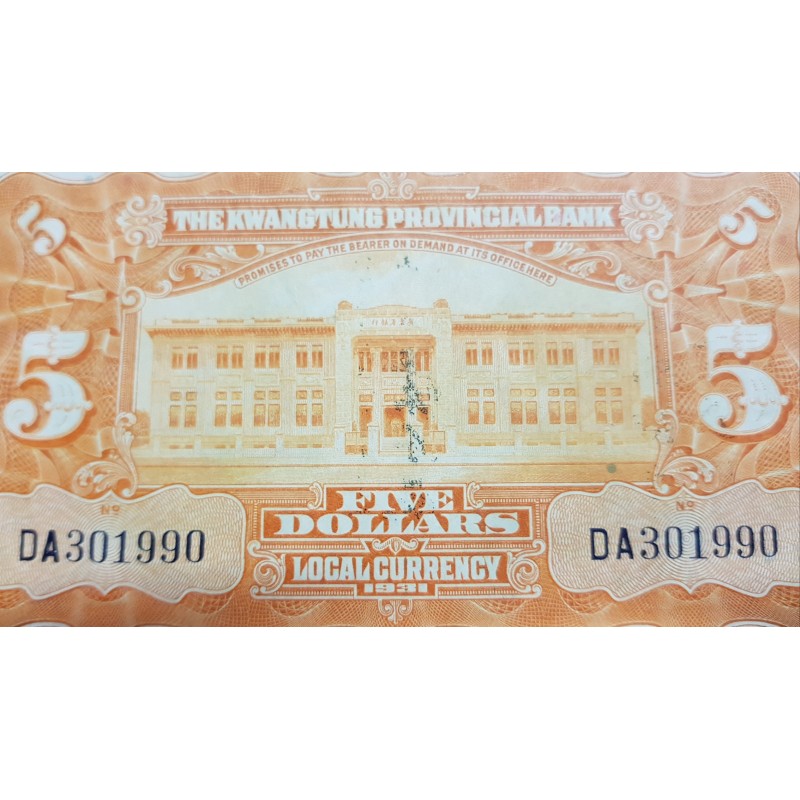 5 THE KWANGTUNG PROVINCIAL BANK 5
PROMISES TO PAY THE BEARER ON DEMAND AT ITS OFFICE HERE
5 5
FIVE
DOLLARS
Nº Nº
DA301990 DA301990
LOCAL CURRENCY
1931